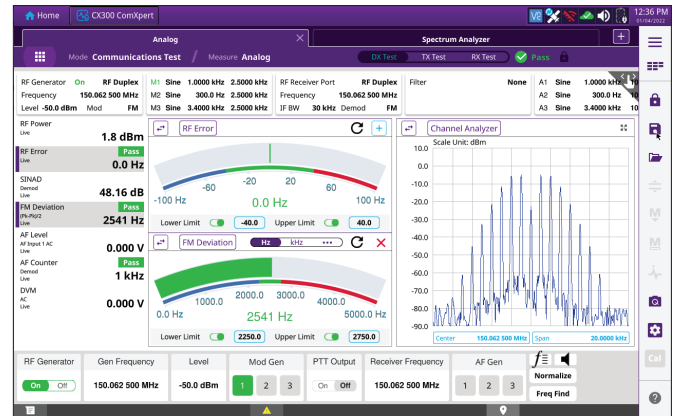 Home CX300 ComXpert 12:36 PM
01/04/2022
Analog Spectrum Analyzer
Mode Communications Test / Measure Analog DX Test TX Test RX Test Pass
RF Generator On RF Duplex
Frequency 150.062 500 MHz
Level -50.0 dBm Mod FM
M1 Sine 1.0000 kHz 2.5000 kHz
M2 Sine 300.0 Hz 2.5000 kHz
M3 Sine 3.4000 kHz 2.5000 kHz
RF Receiver Port RF Duplex
Frequency 150.062 500 MHz
IF BW 30 kHz Demod FM
Filter None
A1 Sine 1.0000 kHz
A2 Sine 300.0 Hz 10
A3 Sine 3.4000 kHz 10
RF Power
Live
1.8 dBm
RF Error Pass
Live
0.0 Hz
SINAD
Demod
Live
48.16 dB
FM Deviation Pass
(Pk-Pk)/2
Live
2541 Hz
AF Level
AF Input 1 AC
Live
0.000 V
AF Counter Pass
Demod
Live
1 kHz
DVM
AC
Live
0.000 V
RF Error
-100 Hz -60 -20 20 60 100 Hz
0.0 Hz
Lower Limit -40.0 Upper Limit 40.0
FM Deviation Hz kHz
0.0 Hz 1000.0 2000.0 3000.0 4000.0 5000.0 Hz
2541 Hz
Lower Limit 2250.0 Upper Limit 2750.0
Channel Analyzer
Scale Unit: dBm
10.0
0.0
-10.0
-20.0
-30.0
-40.0
-50.0
-60.0
-70.0
-80.0
-90.0
Center 150.062 500 MHz Span 20.0000 kHz
RF Generator Gen Frequency Level Mod Gen PTT Output Receiver Frequency AF Gen
On Off 150.062 500 MHz -50.0 dBm 1 2 3 On Off 150.062 500 MHz 1 2 3
Normalize
Freq Find
M
M
Cal